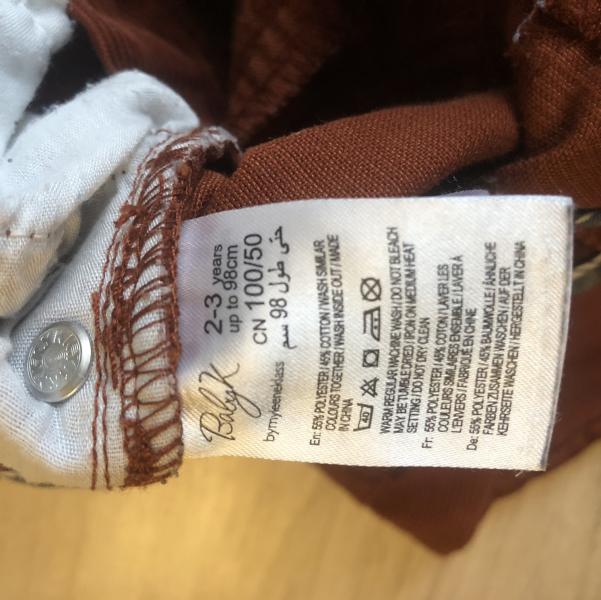 2-3 years
up to 98cm
CN 100/50
حتى طول 98 سم
Baby K
bymyleeneklass
En: 55% POLYESTER/ 45% COTTON / WASH SIMILAR
COLOURS TOGETHER / WASH INSIDE OUT / MADE
IN CHINA
WARM REGULAR MACHINE WASH / DO NOT BLEACH
MAY BE TUMBLE DRIED / IRON ON MEDIUM HEAT
SETTING / DO NOT DRY CLEAN
Fr: 55% POLYESTER/ 45% COTON / LAVER LES
COULEURS SIMILAIRES ENSEMBLE / LAVER À
L'ENVERS / FABRIQUÉ EN CHINE
De: 55% POLYESTER/ 45% BAUMWOLLE / ÄHNLICHE
FARBEN ZUSAMMEN WASCHEN / AUF DER
KEHRSEITE WASCHEN / HERGESTELLT IN CHINA